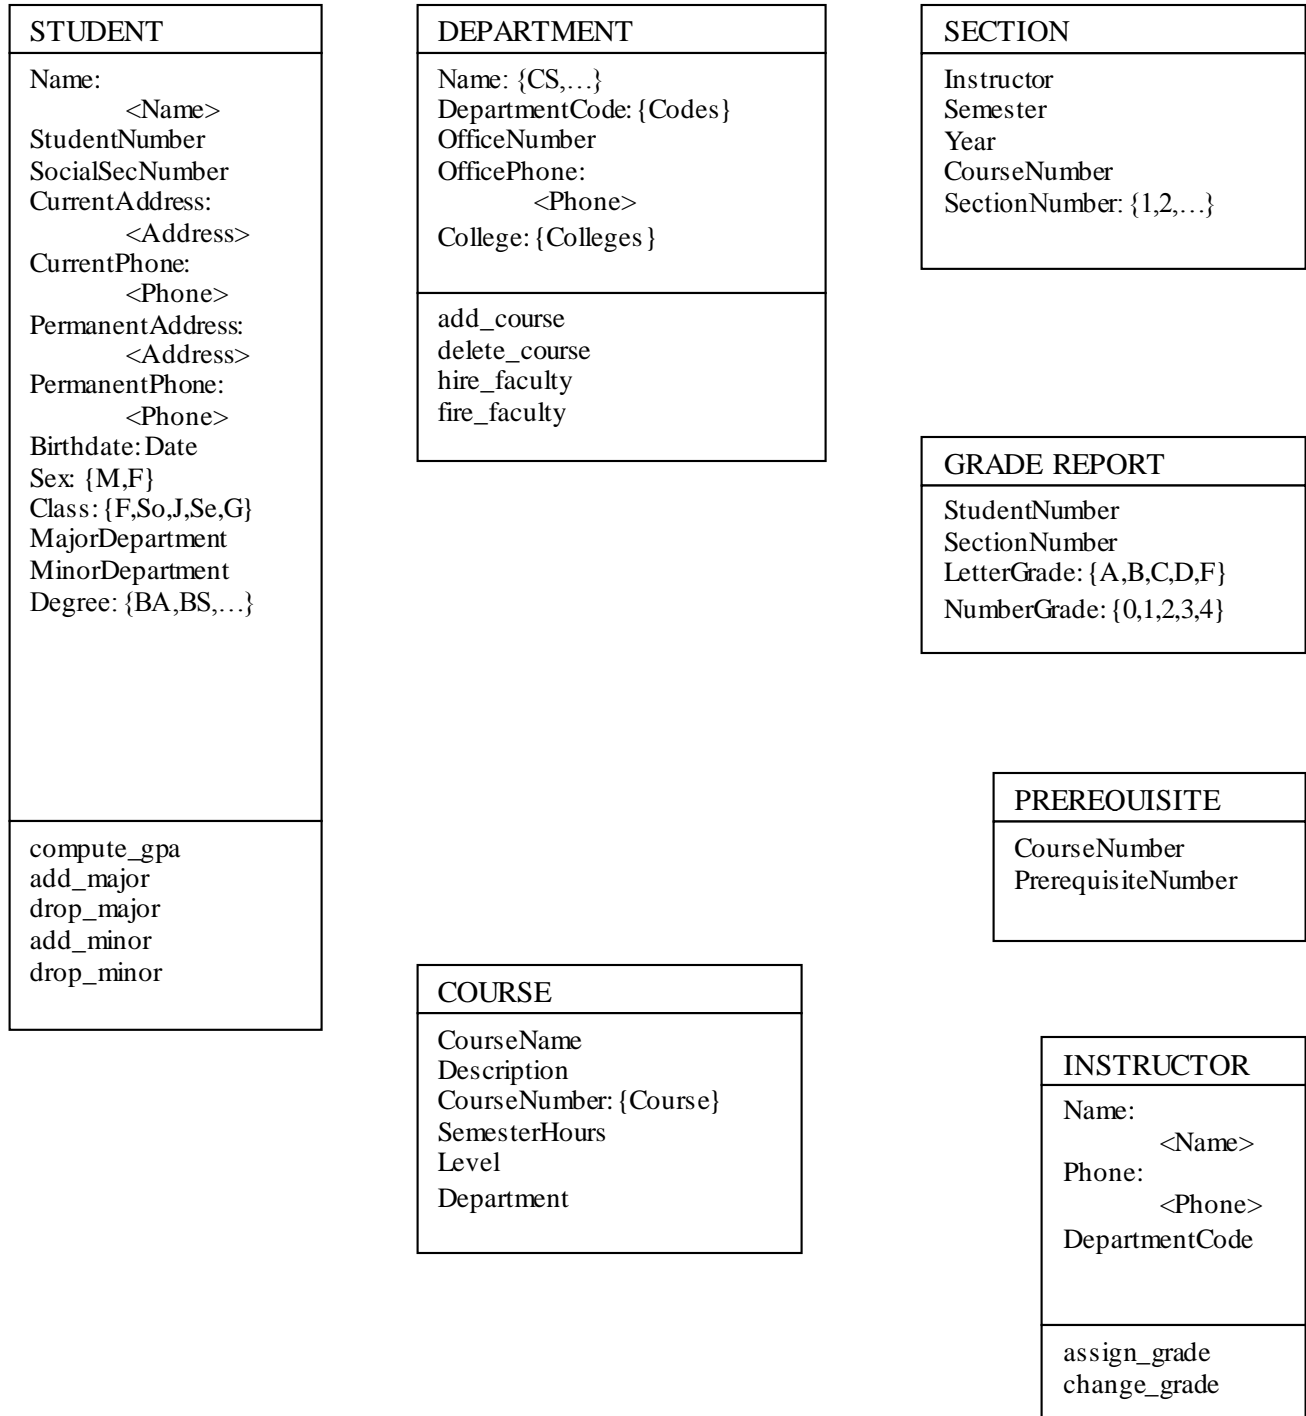 STUDENT
Name:
<Name>
StudentNumber
SocialSecNumber
CurrentAddress:
<Address>
CurrentPhone:
<Phone>
PermanentAddress:
<Address>
PermanentPhone:
<Phone>
Birthdate: Date
Sex: {M,F}
Class: {F,So,J,Se,G}
MajorDepartment
MinorDepartment
Degree: {BA,BS,…}
compute_gpa
add_major
drop_major
add_minor
drop_minor
DEPARTMENT
Name: {CS,…}
DepartmentCode: {Codes}
OfficeNumber
OfficePhone:
<Phone>
College: {Colleges}
add_course
delete_course
hire_faculty
fire_faculty
COURSE
CourseName
Description
CourseNumber: {Course}
SemesterHours
Level
Department
SECTION
Instructor
Semester
Year
CourseNumber
SectionNumber: {1,2,…}
GRADE REPORT
StudentNumber
SectionNumber
LetterGrade: {A,B,C,D,F}
NumberGrade: {0,1,2,3,4}
PREREQUISITE
CourseNumber
PrerequisiteNumber
INSTRUCTOR
Name:
<Name>
Phone:
<Phone>
DepartmentCode
assign_grade
change_grade